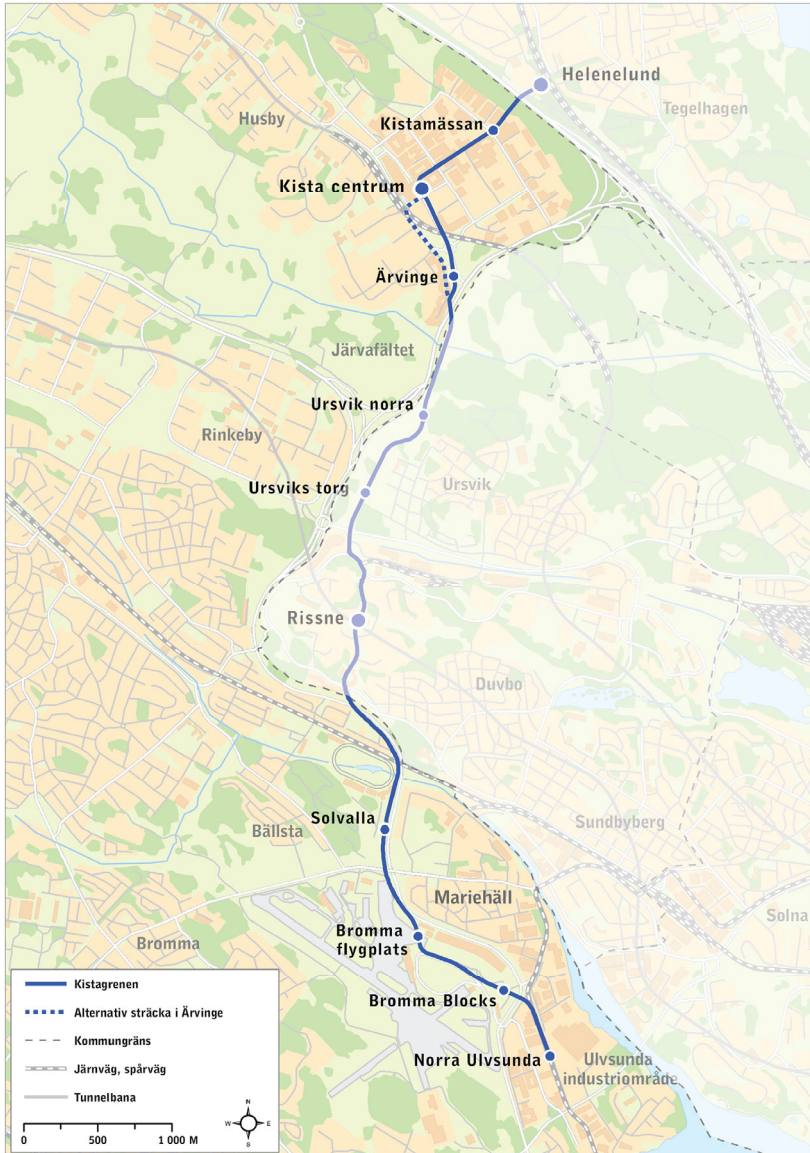 Helenelund
Tegelhagen
Husby
Kistamässan
Kista centrum
Ärvinge
Järvafältet
Ursvik norra
Rinkeby
Ursviks torg
Ursvik
Rissne
Duvbo
Solvalla
Bällsta
Sundbyberg
Mariehäll
Solna
Bromma
Bromma
flygplats
Bromma Blocks
Norra Ulvsunda
Ulvsunda
industriområde
Kistagrenen
Alternativ sträcka i Ärvinge
Kommungräns
Järnväg, spårväg
Tunnelbana
0 500 1 000 M
N
W E
S